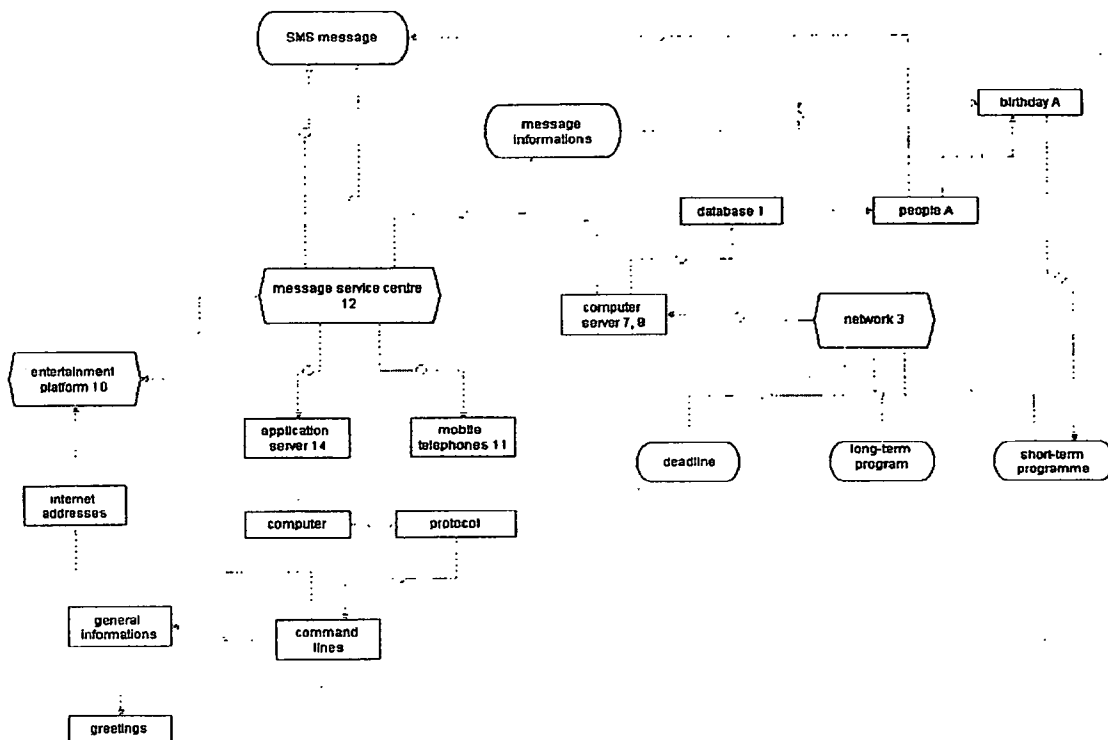 SMS message
birthday A
message
informations
database 1
people A
message service centre
12
computer
server 7, 8
network 3
entertainment
platform 10
application
server 14
mobile
telephones 11
deadline
long-term
program
short-term
programme
internet
addresses
computer
protocol
general
informations
command
lines
greetings